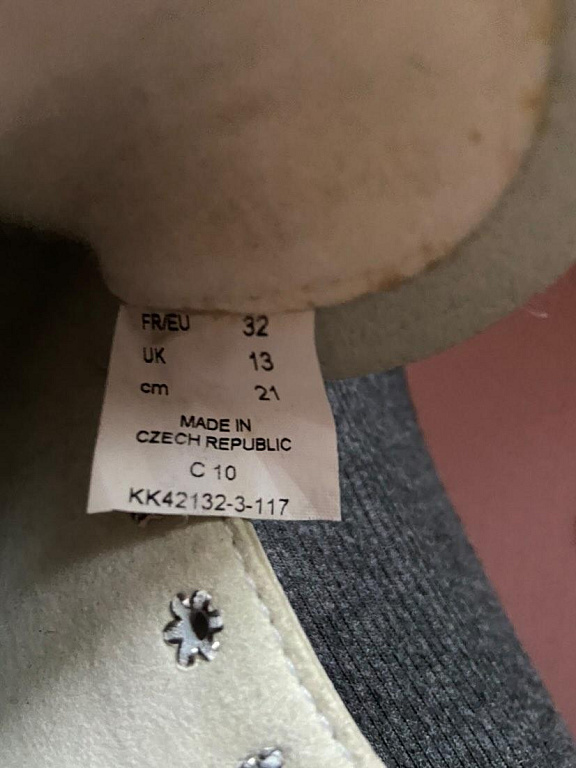 FR/EU 32
UK 13
cm 21
MADE IN
CZECH REPUBLIC
C 10
KK42132-3-117